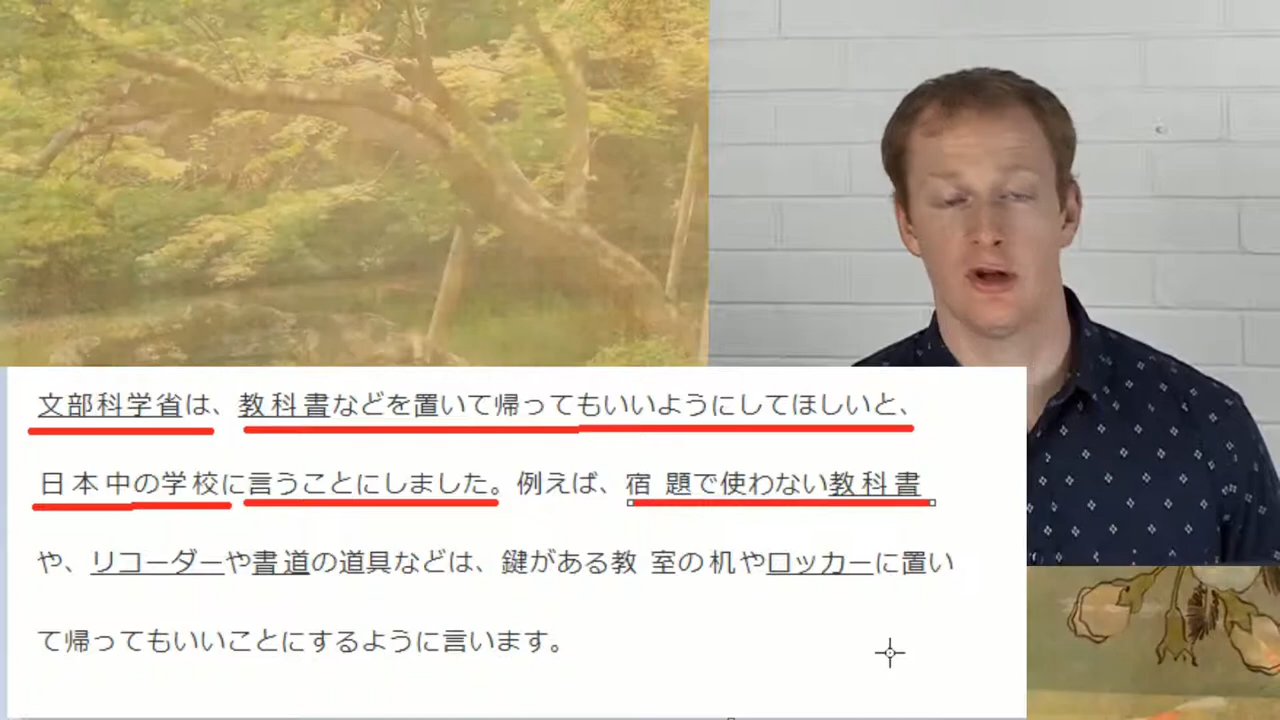 文部科学省は、教科書などを置いて帰ってもいいようにしてほしいと、
日本中の学校に言うことにしました。例えば、宿題で使わない教科書
や、リコーダーや書道の道具などは、鍵がある教室の机やロッカーに置い
て帰ってもいいことにするように言います。